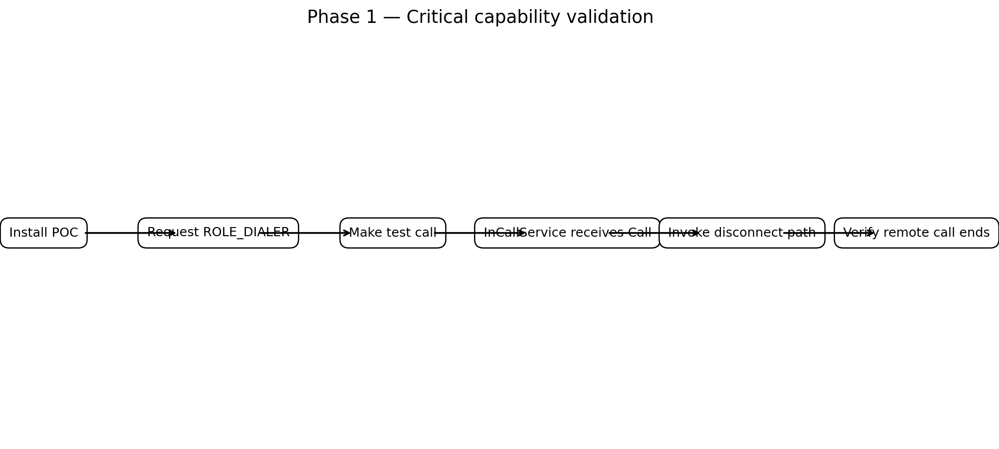 Phase 1 — Critical capability validation
Install POC
Request ROLE_DIALER
Make test call
InCallService receives Call
Invoke disconnect path
Verify remote call ends